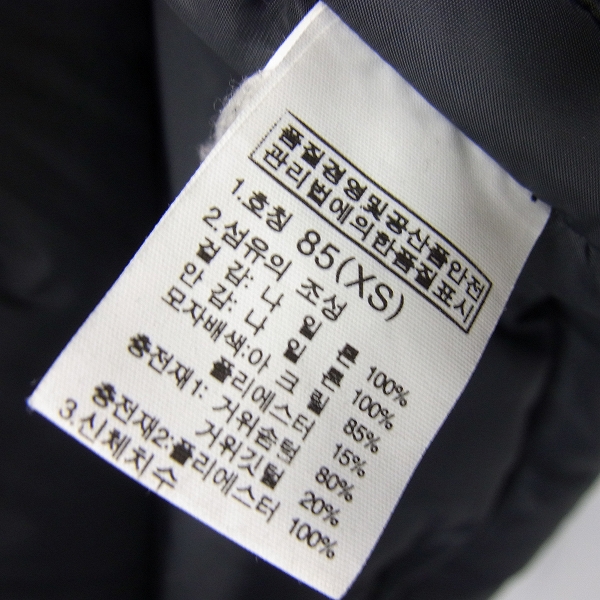 품질경영및공산품안전
관리법에의한품질표시
1.호칭 85(XS)
2.섬유의 조성
겉 감: 나 일 론 100%
안 감: 나 일 론 100%
모자배색:아 크 릴 85%
폴리에스터 15%
충전재1: 거위솜털 80%
거위깃털 20%
충전재2:폴리에스터 100%
3.신체치수